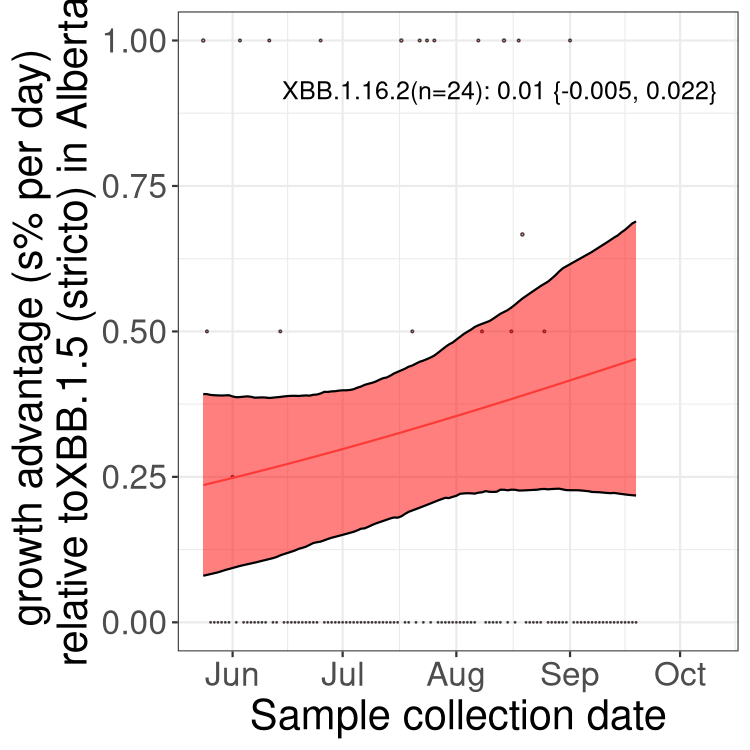 growth advantage (s% per day)
relative toXBB.1.5 (stricto) in Alberta
1.00
XBB.1.16.2(n=24): 0.01 {-0.005, 0.022}
0.75
0.50
0.25
0.00
Jun Jul Aug Sep Oct
Sample collection date